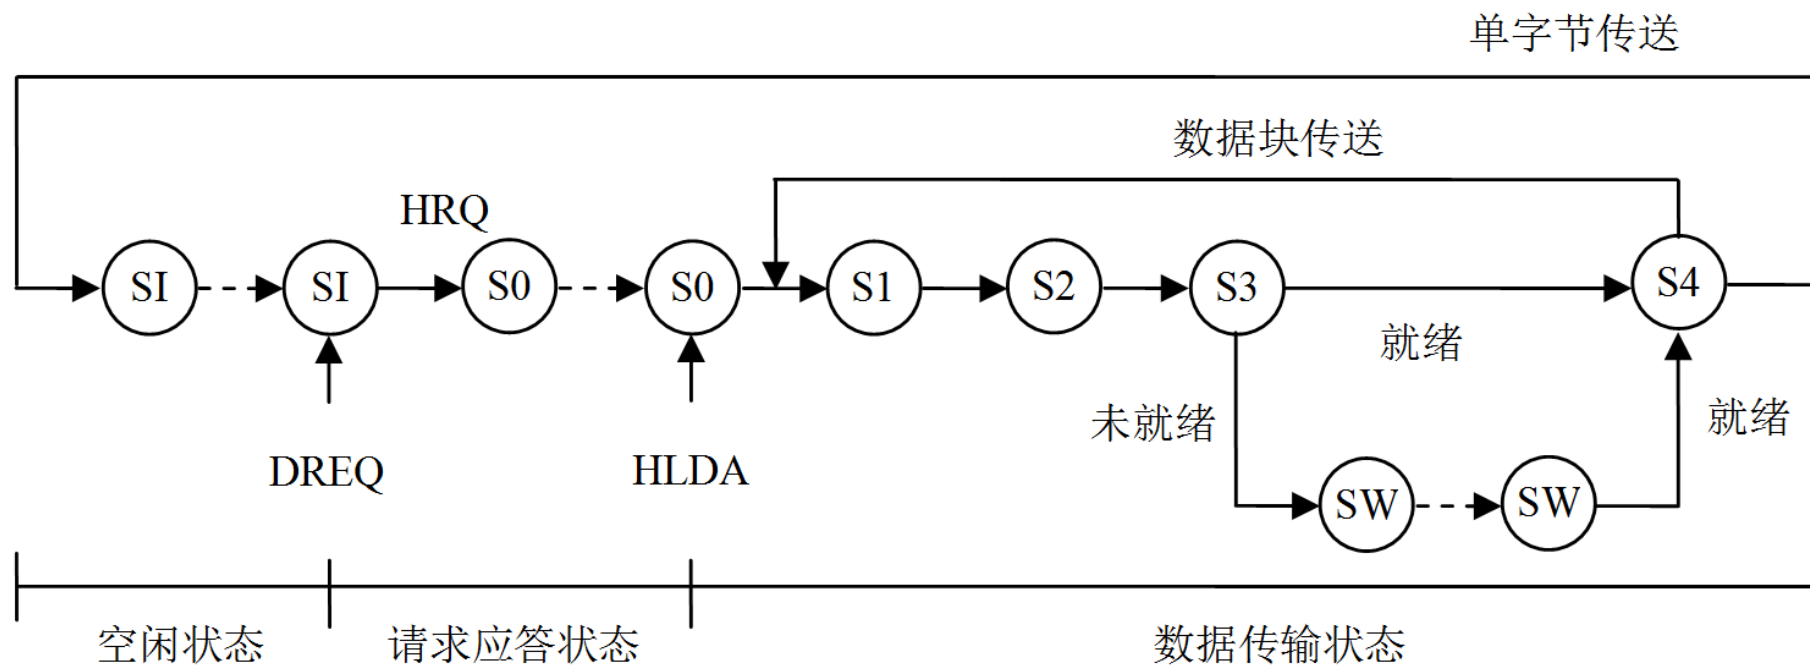 单字节传送
数据块传送
HRQ
SI SI S0 S0 S1 S2 S3 S4
就绪
未就绪 就绪
DREQ HLDA
SW SW
空闲状态 请求应答状态 数据传输状态